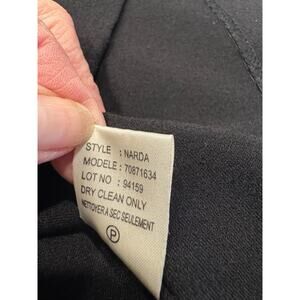 STYLE : NARDA
MODELE : 70871634
LOT NO : 94159
DRY CLEAN ONLY
NETTOYER A SEC SEULEMENT
P